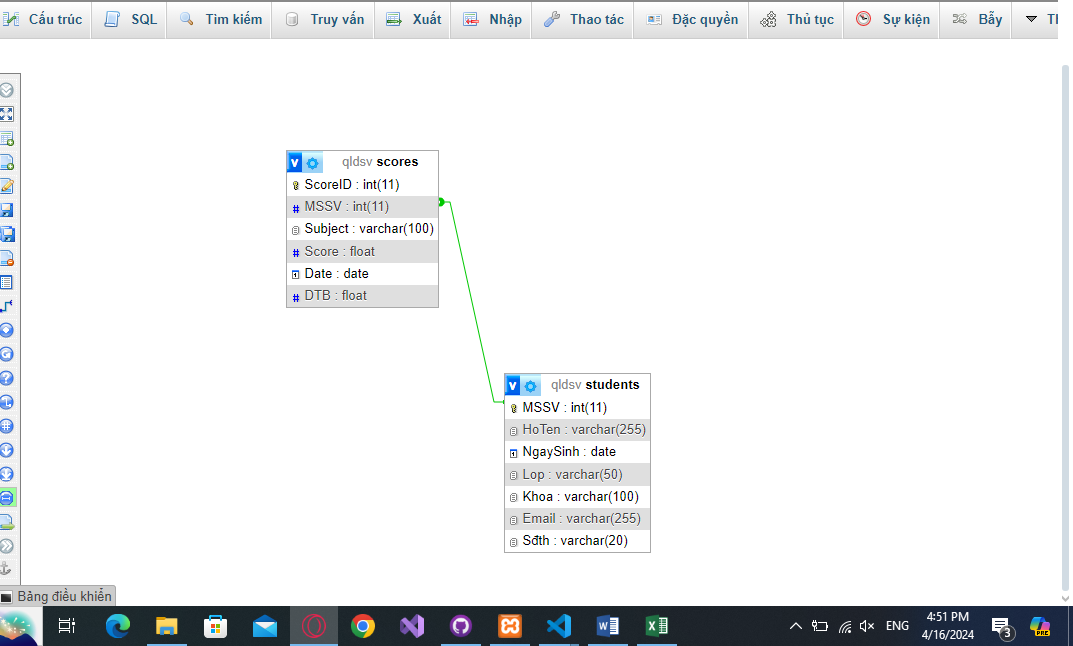 Cấu trúc SQL Tìm kiếm Truy vấn Xuất Nhập Thao tác Đặc quyền Thủ tục Sự kiện Bẫy
v qldsv scores
ScoreID : int(11)
# MSSV : int(11)
Subject : varchar(100)
# Score : float
Date : date
# DTB : float
v qldsv students
MSSV : int(11)
HoTen : varchar(255)
NgaySinh : date
Lop : varchar(50)
Khoa : varchar(100)
Email : varchar(255)
Sđth : varchar(20)
Bảng điều khiển
ENG
4:51 PM
4/16/2024
3
PRE